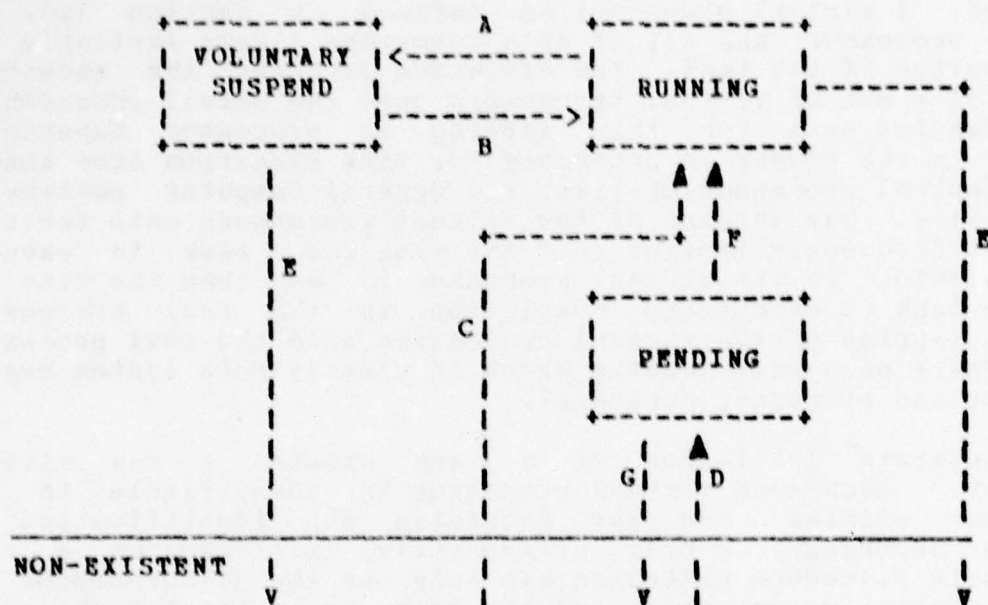 A
VOLUNTARY
SUSPEND
RUNNING
B
F
E
E
C
PENDING
G D
NON-EXISTENT